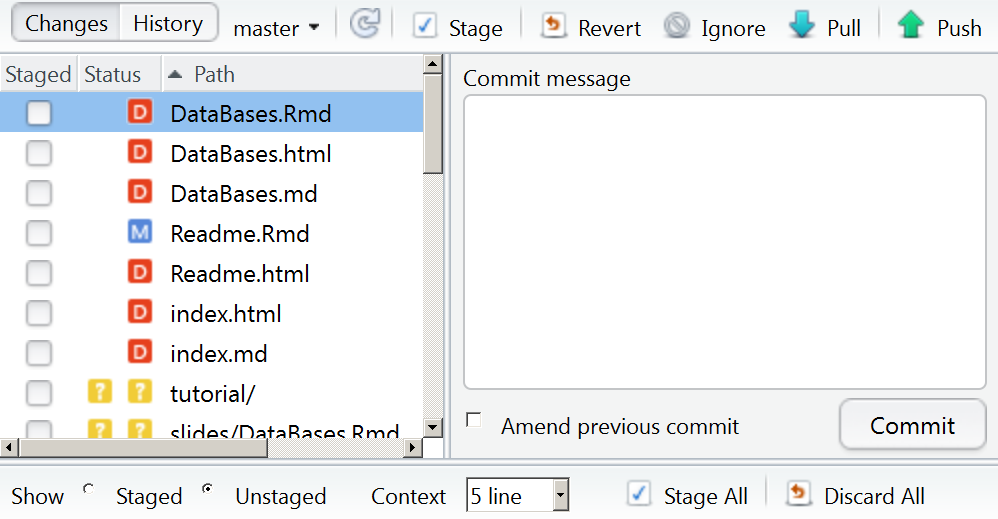 Changes History master Stage Revert Ignore Pull Push
Staged Status Path
Commit message
D DataBases.Rmd
D DataBases.html
D DataBases.md
M Readme.Rmd
D Readme.html
D index.html
D index.md
? ? tutorial/
? ? slides/DataBases.Rmd
Amend previous commit Commit
Show Staged Unstaged Context 5 line Stage All Discard All